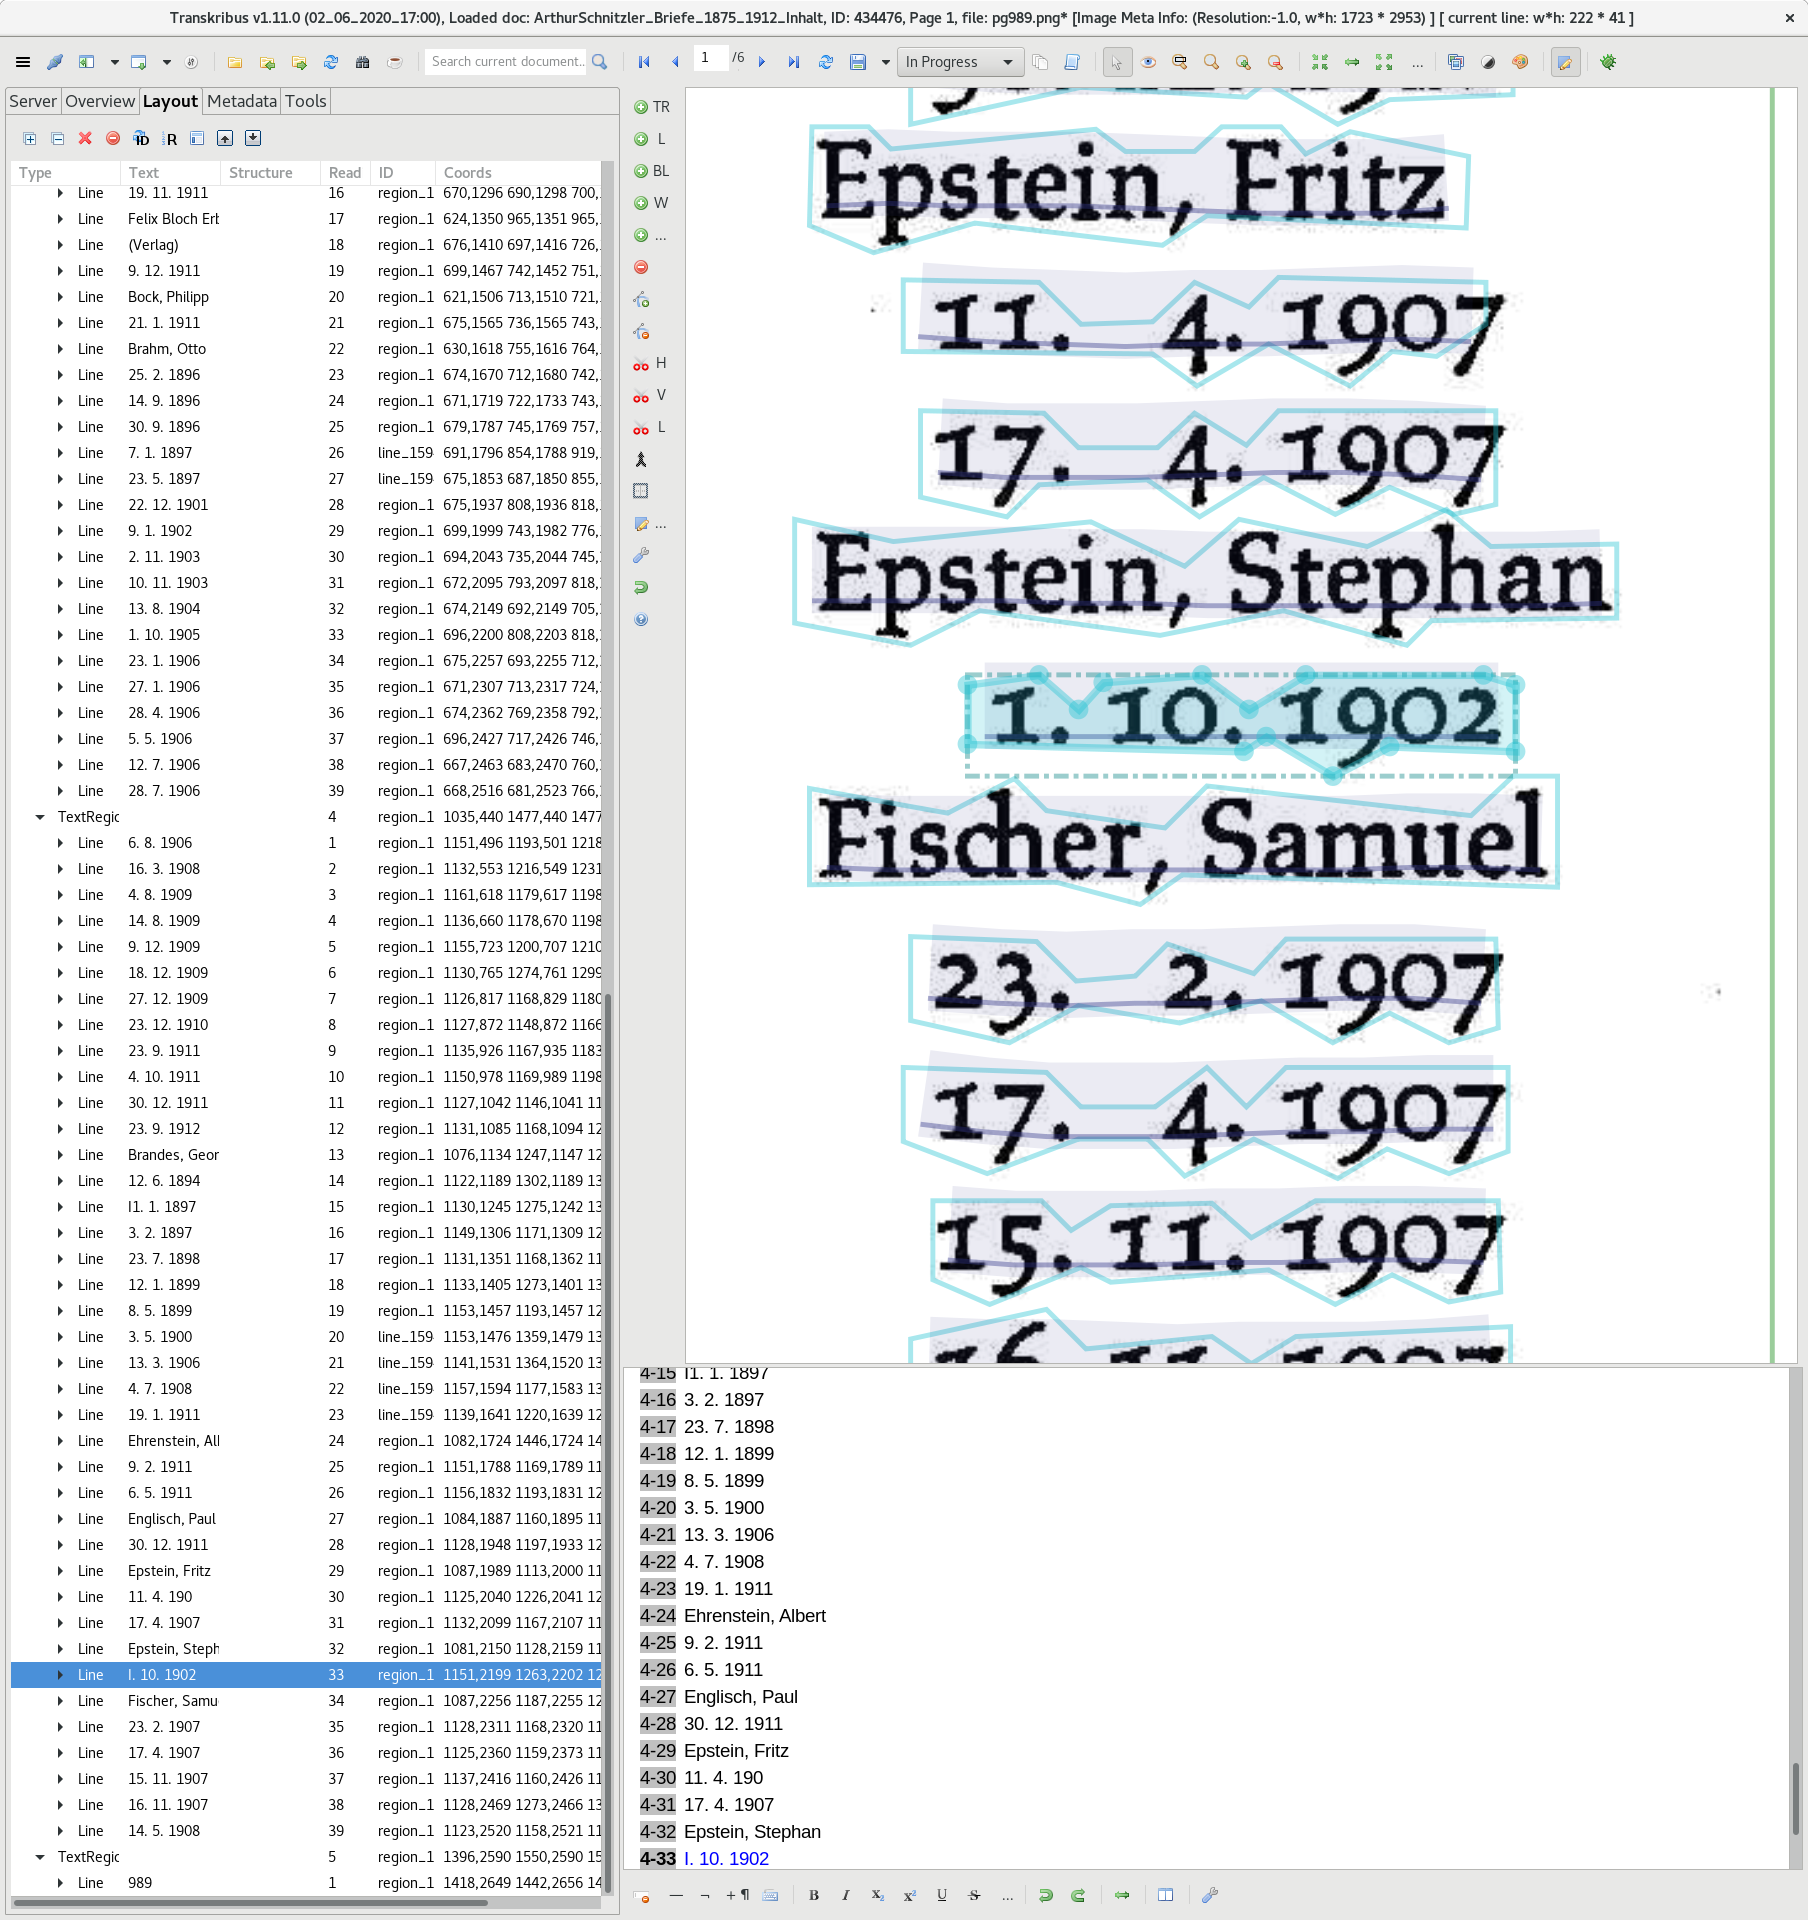 Transkribus v1.11.0 (02_06_2020_17:00), Loaded doc: ArthurSchnitzler_Briefe_1875_1912_Inhalt, ID: 434476, Page 1, file: pg989.png* [Image Meta Info: (Resolution:-1.0, w*h: 1723 * 2953) ] [ current line: w*h: 222 * 41 ]
Search current document..
1 /6
In Progress
Server Overview Layout Metadata Tools
Type Text Structure Read ID Coords
Line 19. 11. 1911 16 region_1 670,1296 690,1298 700,
Line Felix Bloch Erb 17 region_1 624,1350 965,1351 965,
Line (Verlag) 18 region_1 676,1410 697,1416 726,
Line 9. 12. 1911 19 region_1 699,1467 742,1452 751,
Line Bock, Philipp 20 region_1 621,1506 713,1510 721,
Line 21. 1. 1911 21 region_1 675,1565 736,1565 743,
Line Brahm, Otto 22 region_1 630,1618 755,1616 764,
Line 25. 2. 1896 23 region_1 674,1670 712,1680 742,
Line 14. 9. 1896 24 region_1 671,1719 722,1733 743,
Line 30. 9. 1896 25 region_1 679,1787 745,1769 757,
Line 7. 1. 1897 26 line_159 691,1796 854,1788 919,
Line 23. 5. 1897 27 line_159 675,1853 687,1850 855,
Line 22. 12. 1901 28 region_1 675,1937 808,1936 818,
Line 9. 1. 1902 29 region_1 699,1999 743,1982 776,
Line 2. 11. 1903 30 region_1 694,2043 735,2044 745,
Line 10. 11. 1903 31 region_1 672,2095 793,2097 818,
Line 13. 8. 1904 32 region_1 674,2149 692,2149 705,
Line 1. 10. 1905 33 region_1 696,2200 808,2203 818,
Line 23. 1. 1906 34 region_1 675,2257 693,2255 712,
Line 27. 1. 1906 35 region_1 671,2307 713,2317 724,
Line 28. 4. 1906 36 region_1 674,2362 769,2358 792,
Line 5. 5. 1906 37 region_1 696,2427 717,2426 746,
Line 12. 7. 1906 38 region_1 667,2463 683,2470 760,
Line 28. 7. 1906 39 region_1 668,2516 681,2523 766,
TextRegic 4 region_1 1035,440 1477,440 1477
Line 6. 8. 1906 1 region_1 1151,496 1193,501 1218
Line 16. 3. 1908 2 region_1 1132,553 1216,549 1231
Line 4. 8. 1909 3 region_1 1161,618 1179,617 1198
Line 14. 8. 1909 4 region_1 1136,660 1178,670 1198
Line 9. 12. 1909 5 region_1 1155,723 1200,707 1210
Line 18. 12. 1909 6 region_1 1130,765 1274,761 1299
Line 27. 12. 1909 7 region_1 1126,817 1168,829 1180
Line 23. 12. 1910 8 region_1 1127,872 1148,872 1166
Line 23. 9. 1911 9 region_1 1135,926 1167,935 1183
Line 4. 10. 1911 10 region_1 1150,978 1169,989 1198
Line 30. 12. 1911 11 region_1 1127,1042 1146,1041 11
Line 23. 9. 1912 12 region_1 1131,1085 1168,1094 12
Line Brandes, Geor 13 region_1 1076,1134 1247,1147 12
Line 12. 6. 1894 14 region_1 1122,1189 1302,1189 13
Line I1. 1. 1897 15 region_1 1130,1245 1275,1242 13
Line 3. 2. 1897 16 region_1 1149,1306 1171,1309 12
Line 23. 7. 1898 17 region_1 1131,1351 1168,1362 11
Line 12. 1. 1899 18 region_1 1133,1405 1273,1401 13
Line 8. 5. 1899 19 region_1 1153,1457 1193,1457 12
Line 3. 5. 1900 20 line_159 1153,1476 1359,1479 13
Line 13. 3. 1906 21 line_159 1141,1531 1364,1520 13
Line 4. 7. 1908 22 line_159 1157,1594 1177,1583 13
Line 19. 1. 1911 23 line_159 1139,1641 1220,1639 12
Line Ehrenstein, All 24 region_1 1082,1724 1446,1724 14
Line 9. 2. 1911 25 region_1 1151,1788 1169,1789 11
Line 6. 5. 1911 26 region_1 1156,1832 1193,1831 12
Line Englisch, Paul 27 region_1 1084,1887 1160,1895 11
Line 30. 12. 1911 28 region_1 1128,1948 1197,1933 12
Line Epstein, Fritz 29 region_1 1087,1989 1113,2000 11
Line 11. 4. 190 30 region_1 1125,2040 1226,2041 12
Line 17. 4. 1907 31 region_1 1132,2099 1167,2107 11
Line Epstein, Steph 32 region_1 1081,2150 1128,2159 11
Line I. 10. 1902 33 region_1 1151,2199 1263,2202 12
Line Fischer, Samu 34 region_1 1087,2256 1187,2255 12
Line 23. 2. 1907 35 region_1 1128,2311 1168,2320 11
Line 17. 4. 1907 36 region_1 1125,2360 1159,2373 11
Line 15. 11. 1907 37 region_1 1137,2416 1160,2426 11
Line 16. 11. 1907 38 region_1 1128,2469 1273,2466 13
Line 14. 5. 1908 39 region_1 1123,2520 1158,2521 11
TextRegic 5 region_1 1396,2590 1550,2590 15
Line 989 1 region_1 1418,2649 1442,2656 14
TR
L
BL
W
...
H
V
L
...
Epstein, Fritz
11. 4. 1907
17. 4. 1907
Epstein, Stephan
1. 10. 1902
Fischer, Samuel
23. 2. 1907
17. 4. 1907
15. 11. 1907
16. 11. 1907
4-15 I1. 1. 1897
4-16 3. 2. 1897
4-17 23. 7. 1898
4-18 12. 1. 1899
4-19 8. 5. 1899
4-20 3. 5. 1900
4-21 13. 3. 1906
4-22 4. 7. 1908
4-23 19. 1. 1911
4-24 Ehrenstein, Albert
4-25 9. 2. 1911
4-26 6. 5. 1911
4-27 Englisch, Paul
4-28 30. 12. 1911
4-29 Epstein, Fritz
4-30 11. 4. 190
4-31 17. 4. 1907
4-32 Epstein, Stephan
4-33 I. 10. 1902